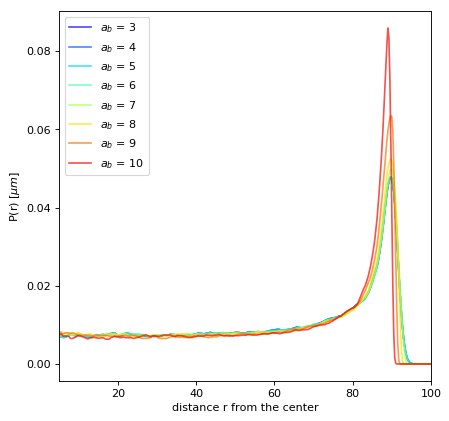 a_b = 3
a_b = 4
a_b = 5
a_b = 6
a_b = 7
a_b = 8
a_b = 9
a_b = 10
P(r) [μm]
0.08
0.06
0.04
0.02
0.00
20 40 60 80 100
distance r from the center